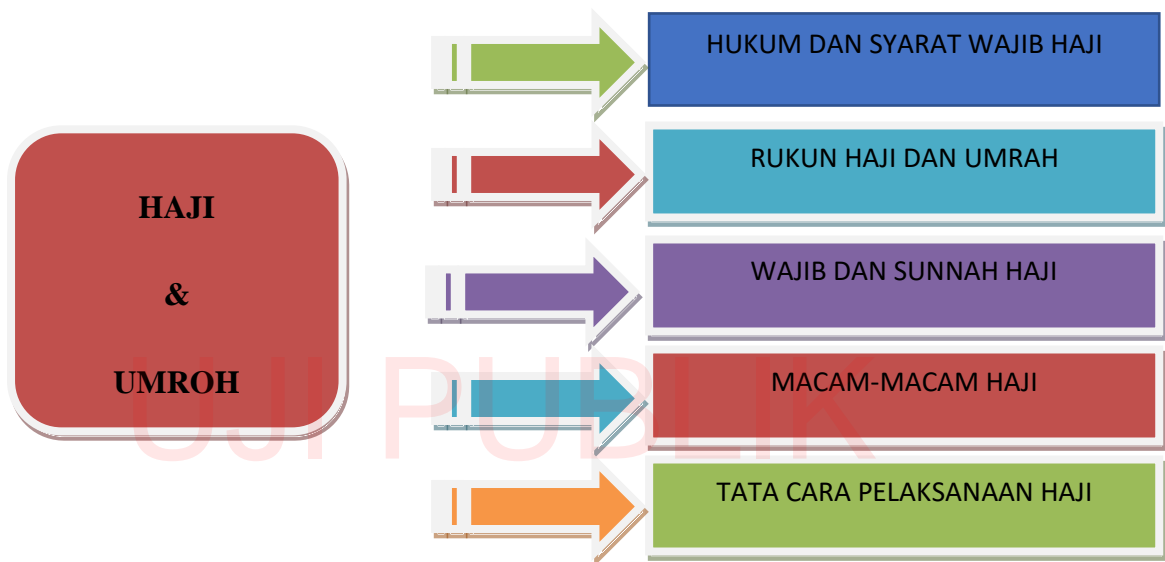 HAJI
&
UMROH
HUKUM DAN SYARAT WAJIB HAJI
RUKUN HAJI DAN UMRAH
WAJIB DAN SUNNAH HAJI
MACAM-MACAM HAJI
TATA CARA PELAKSANAAN HAJI
UJI PUBLIK